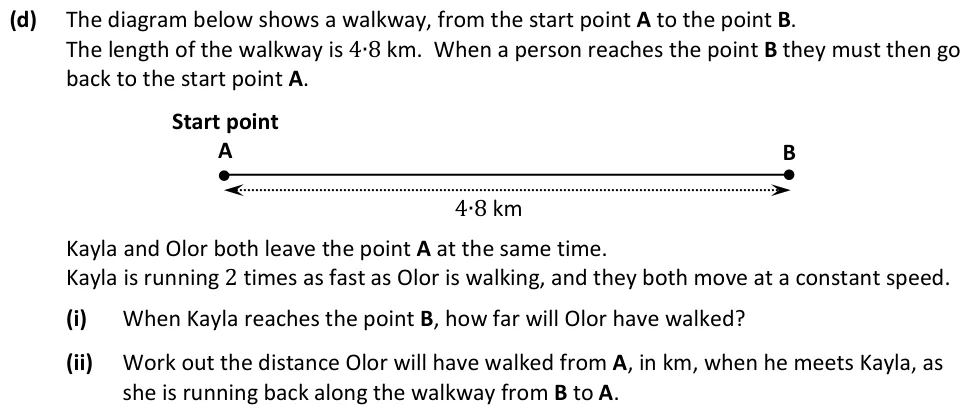 (d) The diagram below shows a walkway, from the start point A to the point B.
The length of the walkway is 4·8 km. When a person reaches the point B they must then go
back to the start point A.
Start point
A B
4·8 km
Kayla and Olor both leave the point A at the same time.
Kayla is running 2 times as fast as Olor is walking, and they both move at a constant speed.
(i) When Kayla reaches the point B, how far will Olor have walked?
(ii) Work out the distance Olor will have walked from A, in km, when he meets Kayla, as
she is running back along the walkway from B to A.